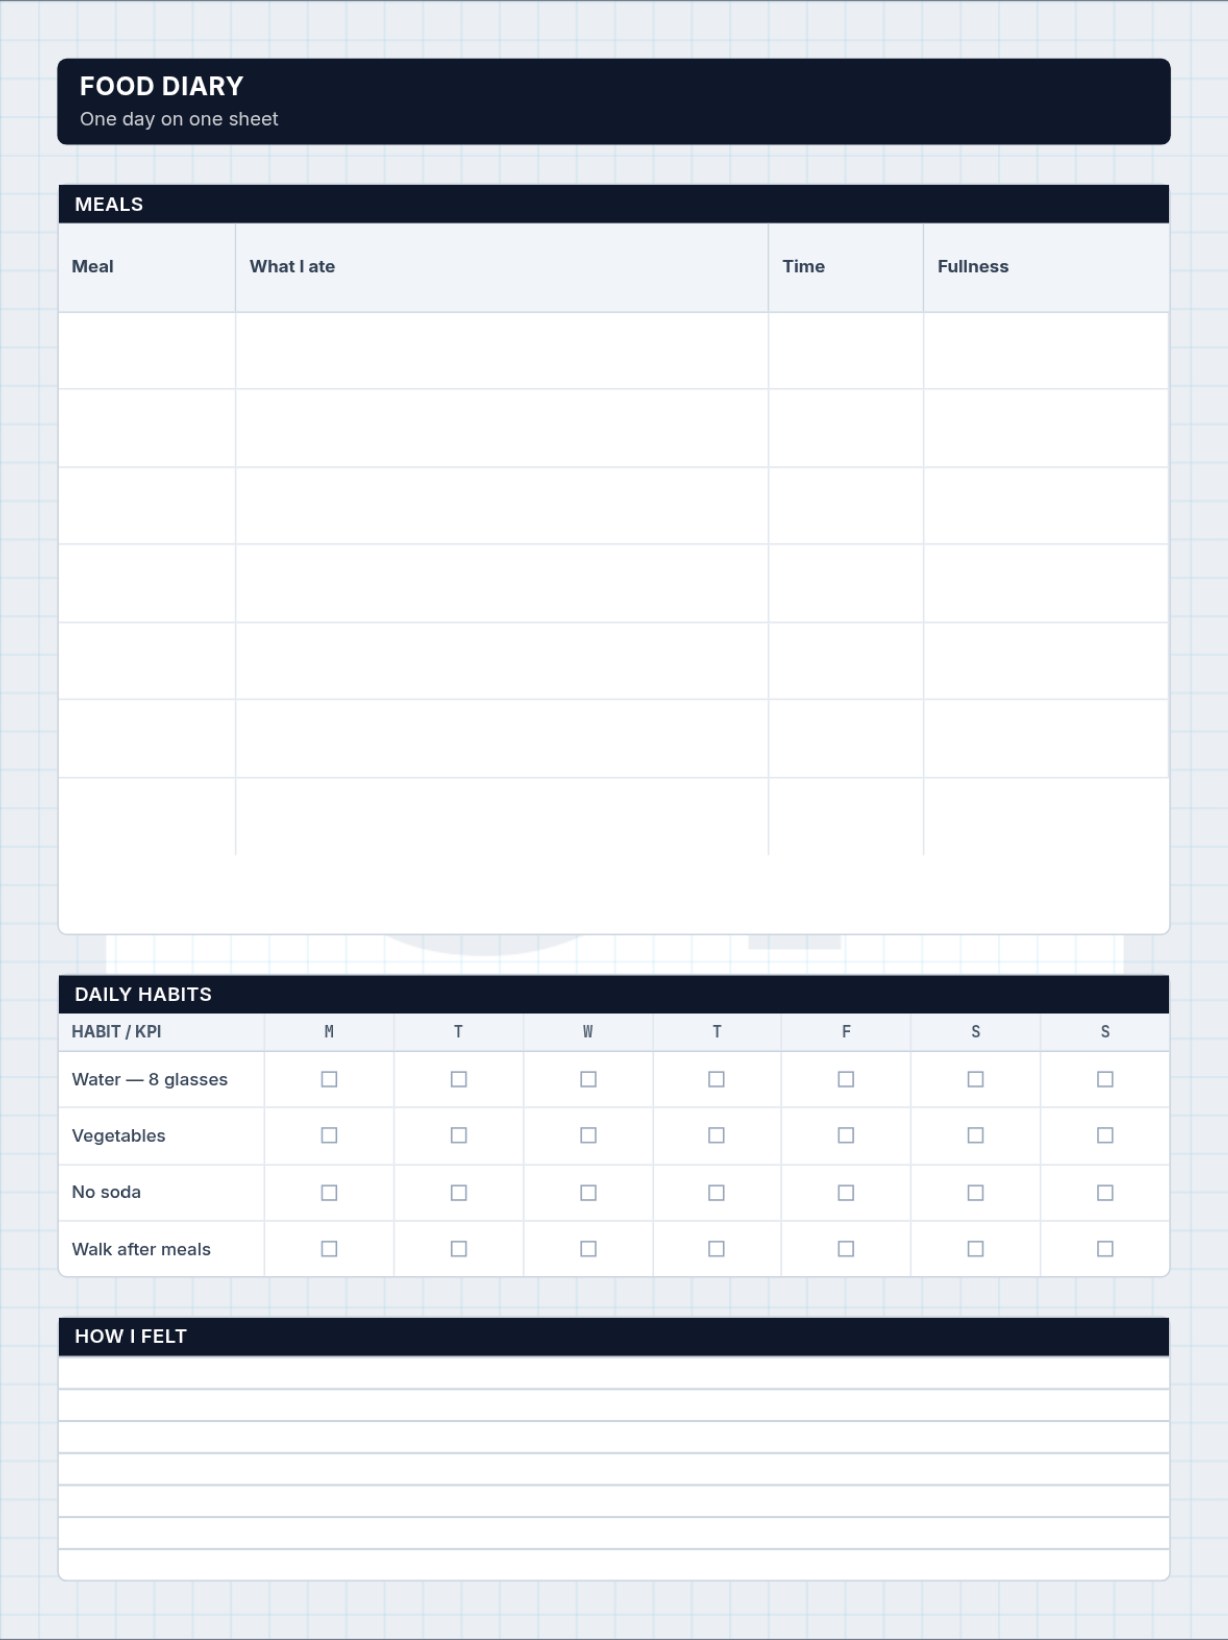 FOOD DIARY
One day on one sheet
MEALS
Meal What I ate Time Fullness
DAILY HABITS
HABIT / KPI M T W T F S S
Water — 8 glasses ☐ ☐ ☐ ☐ ☐ ☐ ☐
Vegetables ☐ ☐ ☐ ☐ ☐ ☐ ☐
No soda ☐ ☐ ☐ ☐ ☐ ☐ ☐
Walk after meals ☐ ☐ ☐ ☐ ☐ ☐ ☐
HOW I FELT